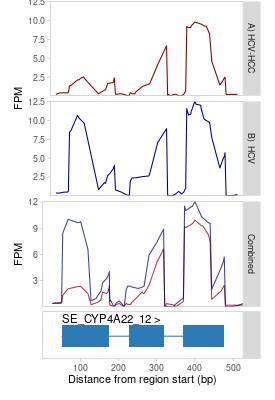 12.5
10.0
7.5
5.0
2.5
FPM
A) HCV-HCC
12.5
10.0
7.5
5.0
2.5
B) HCV
12
9
6
3
FPM
Combined
SE_CYP4A22_12 >
100 200 300 400 500
Distance from region start (bp)